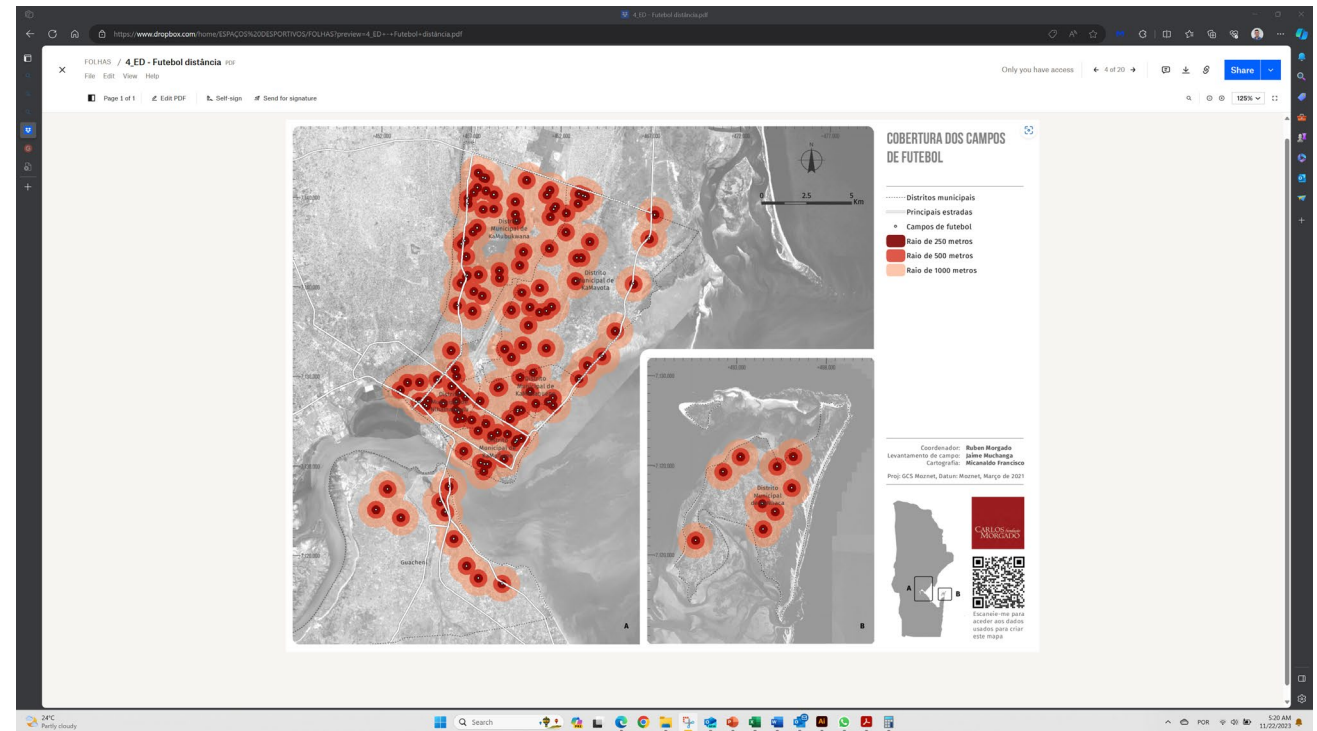 4_ED - Futebol distância.pdf
https://www.dropbox.com/home/ESPAÇOS%20DESPORTIVOS/FOLHAS?preview=4_ED+-+Futebol+distância.pdf
FOLHAS / 4_ED - Futebol distância PDF
File Edit View Help
Only you have access
4 of 20
Share
Page 1 of 1
Edit PDF
Self-sign
Send for signature
125%
COBERTURA DOS CAMPOS
DE FUTEBOL
Distritos municipais
Principais estradas
Campos de futebol
Raio de 250 metros
Raio de 500 metros
Raio de 1000 metros
N
0 2.5 5
Km
Distrito
Municipal de
KaMubukwana
Distrito
Municipal de
KaMavota
Municipal de
Guachene
A
Distrito
Municipal
B
Coordenador: Ruben Morgado
Levantamento de campo: Jaime Muchanga
Cartografia: Micanaldo Francisco
Proj: GCS Moznet, Datum: Moznet, Março de 2021
CARLOS
MORGADO
A
B
Escaneie-me para
aceder aos dados
usados para criar
este mapa
24°C
Partly cloudy
Search
POR
5:20 AM
11/22/2023